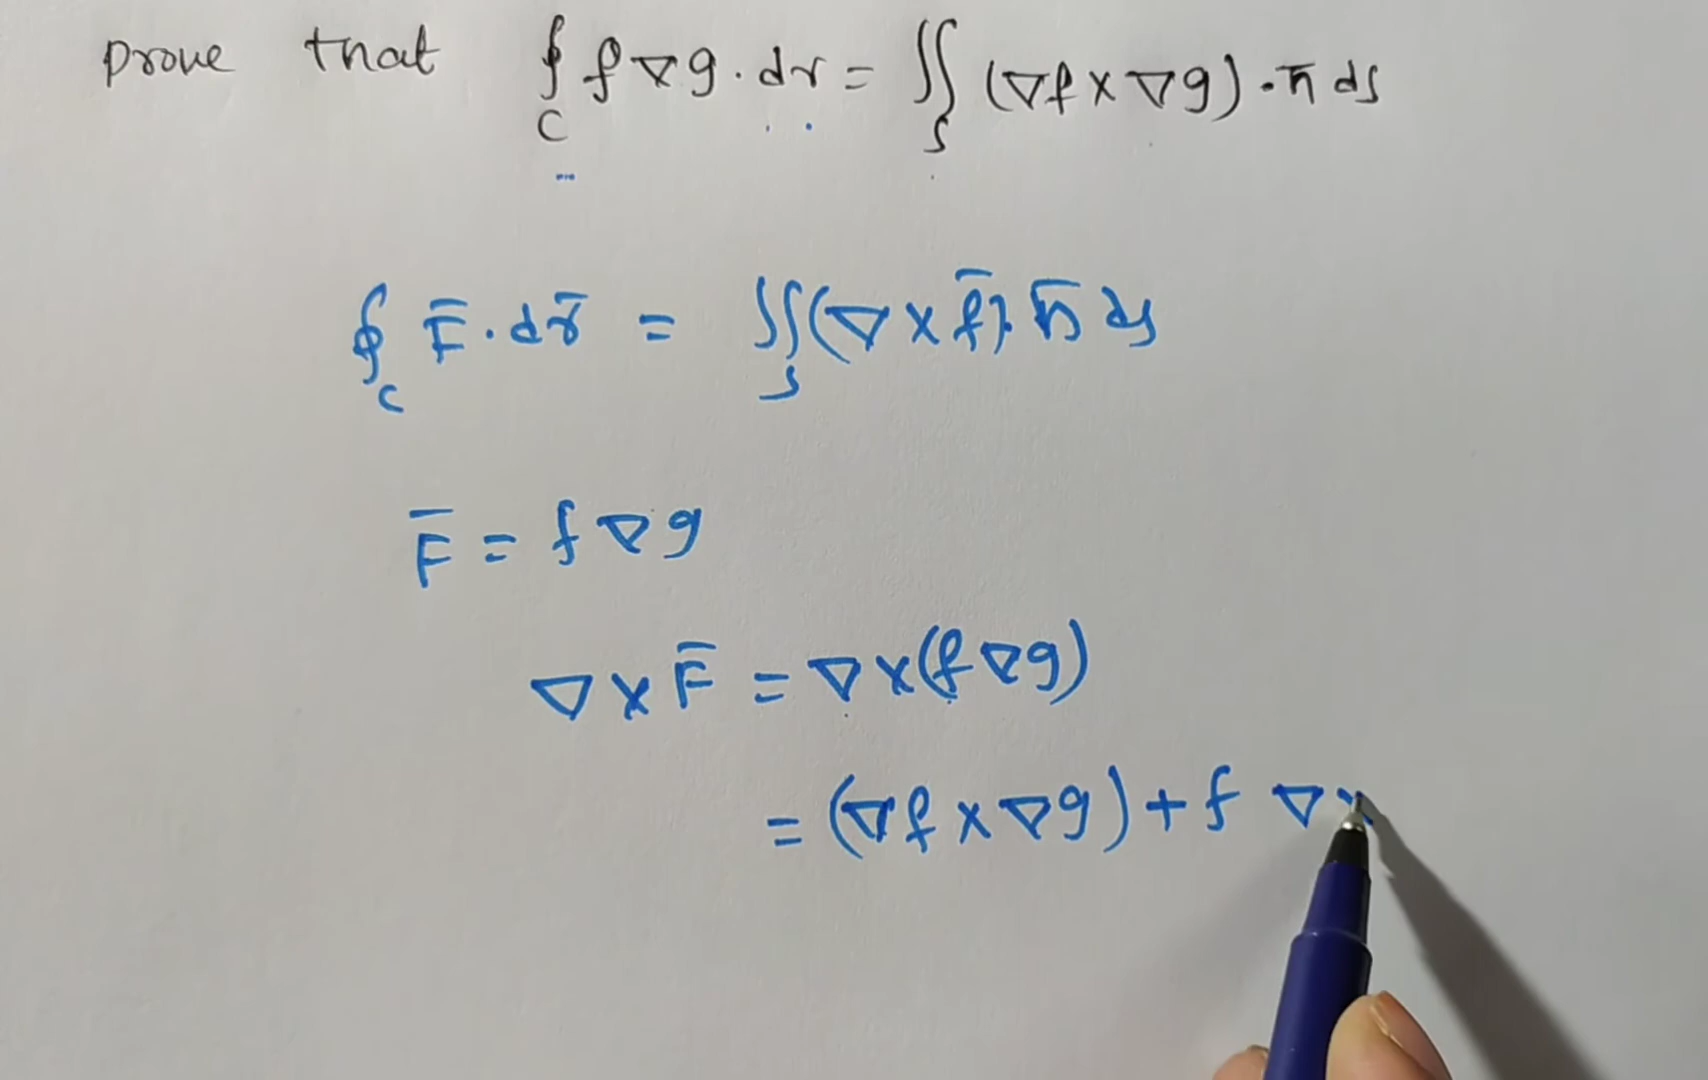 prove that ∮_C f ∇g . dr = ∬_S (∇f × ∇g) . n̅ ds
∮_C F̅ . dr̅ = ∬_S (∇ × f̅) . n̅ ds
F̅ = f ∇g
∇ × F̅ = ∇ × (f ∇g)
= (∇f × ∇g) + f ∇ ×